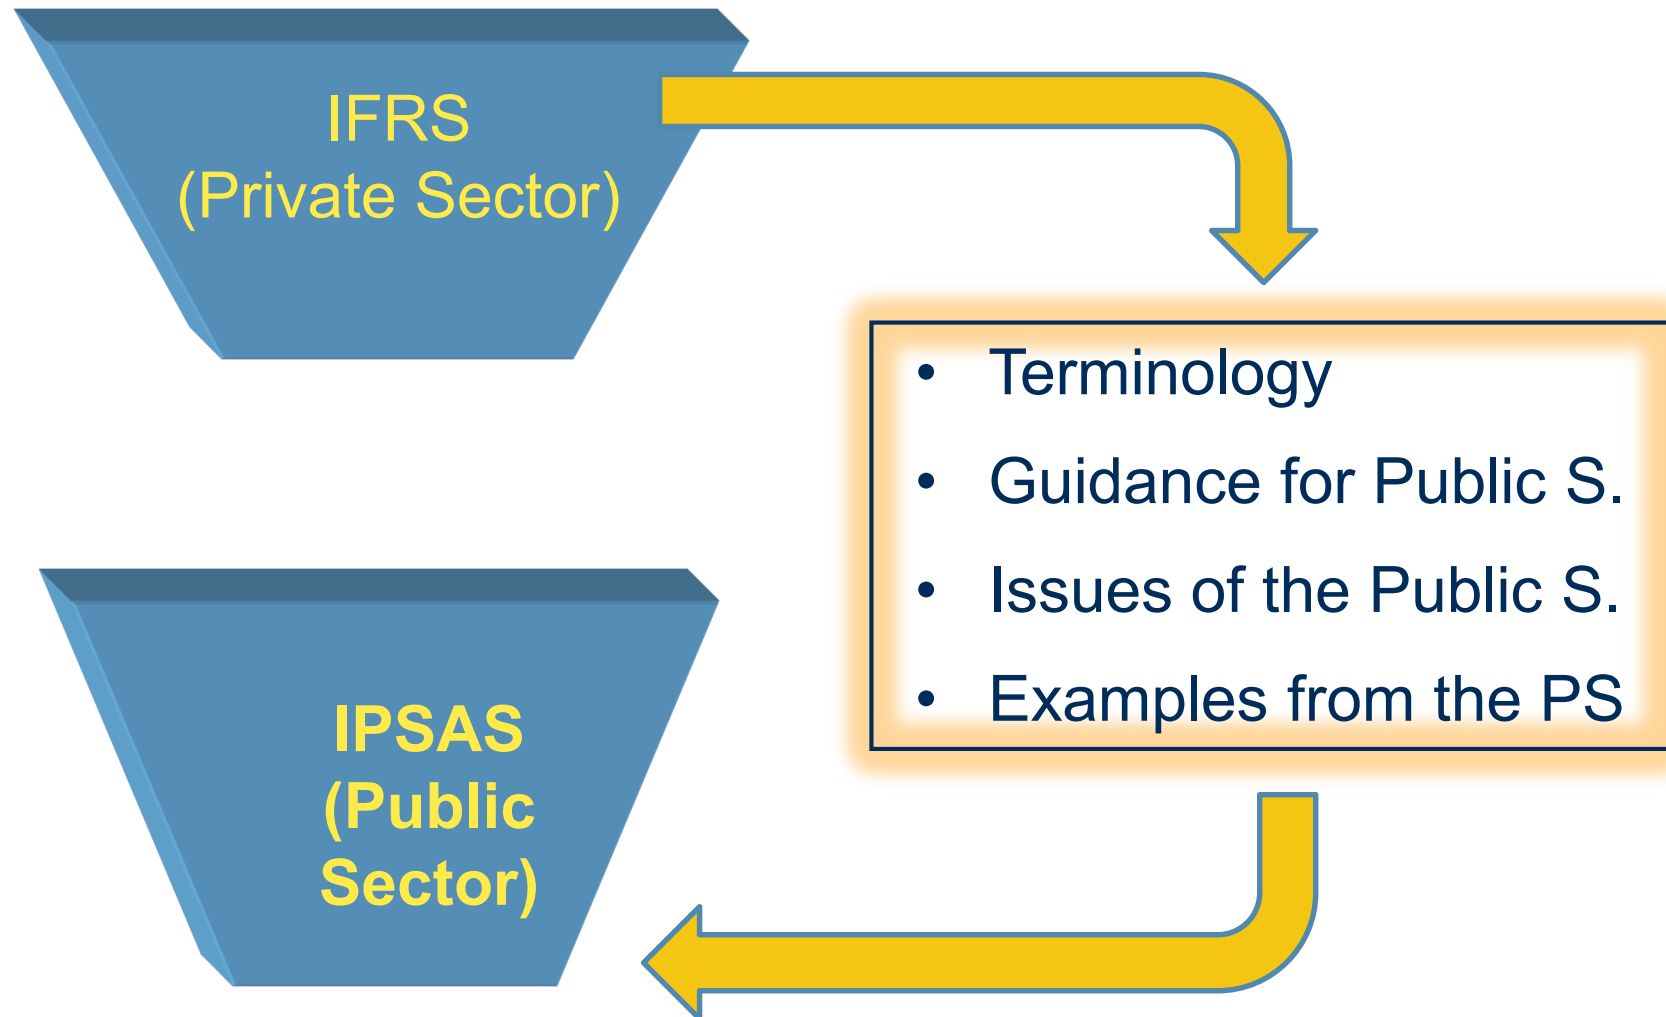 IFRS
(Private Sector)
• Terminology
• Guidance for Public S.
• Issues of the Public S.
• Examples from the PS
IPSAS
(Public
Sector)